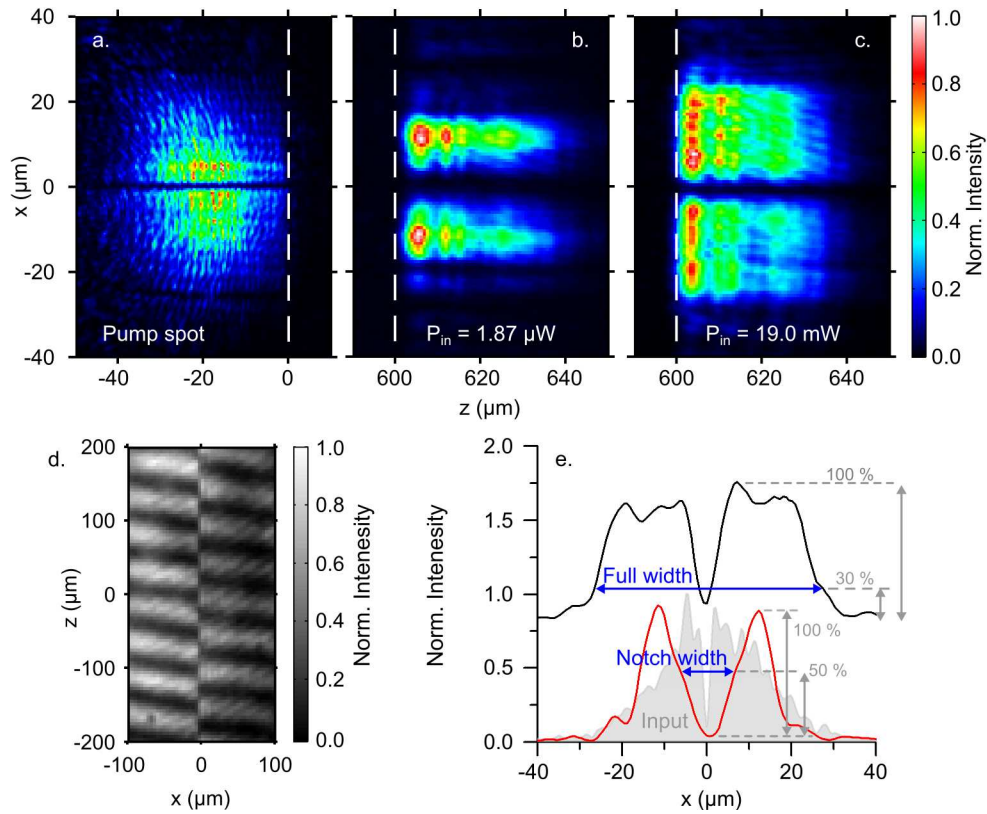 a.
b.
c.
40
20
0
-20
-40
x (µm)
Pump spot
P_in = 1.87 µW
P_in = 19.0 mW
-40 -20 0
600 620 640
600 620 640
z (µm)
1.0
0.8
0.6
0.4
0.2
0.0
Norm. Intensity
d.
200
100
0
-100
-200
z (µm)
-100 0 100
x (µm)
1.0
0.8
0.6
0.4
0.2
0.0
Norm. Intenesity
e.
Norm. Intenesity
2.0
1.5
1.0
0.5
0.0
100 %
30 %
Full width
100 %
Notch width
50 %
Input
-40 -20 0 20 40
x (µm)